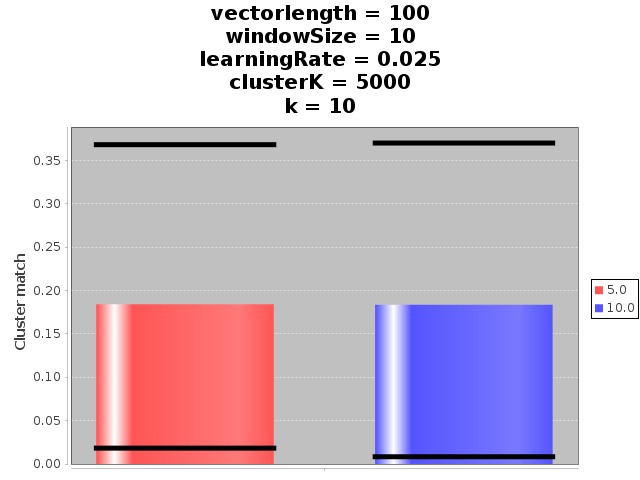 vectorlength = 100
windowSize = 10
learningRate = 0.025
clusterK = 5000
k = 10
Cluster match
0.35
0.30
0.25
0.20
0.15
0.10
0.05
0.00
5.0
10.0